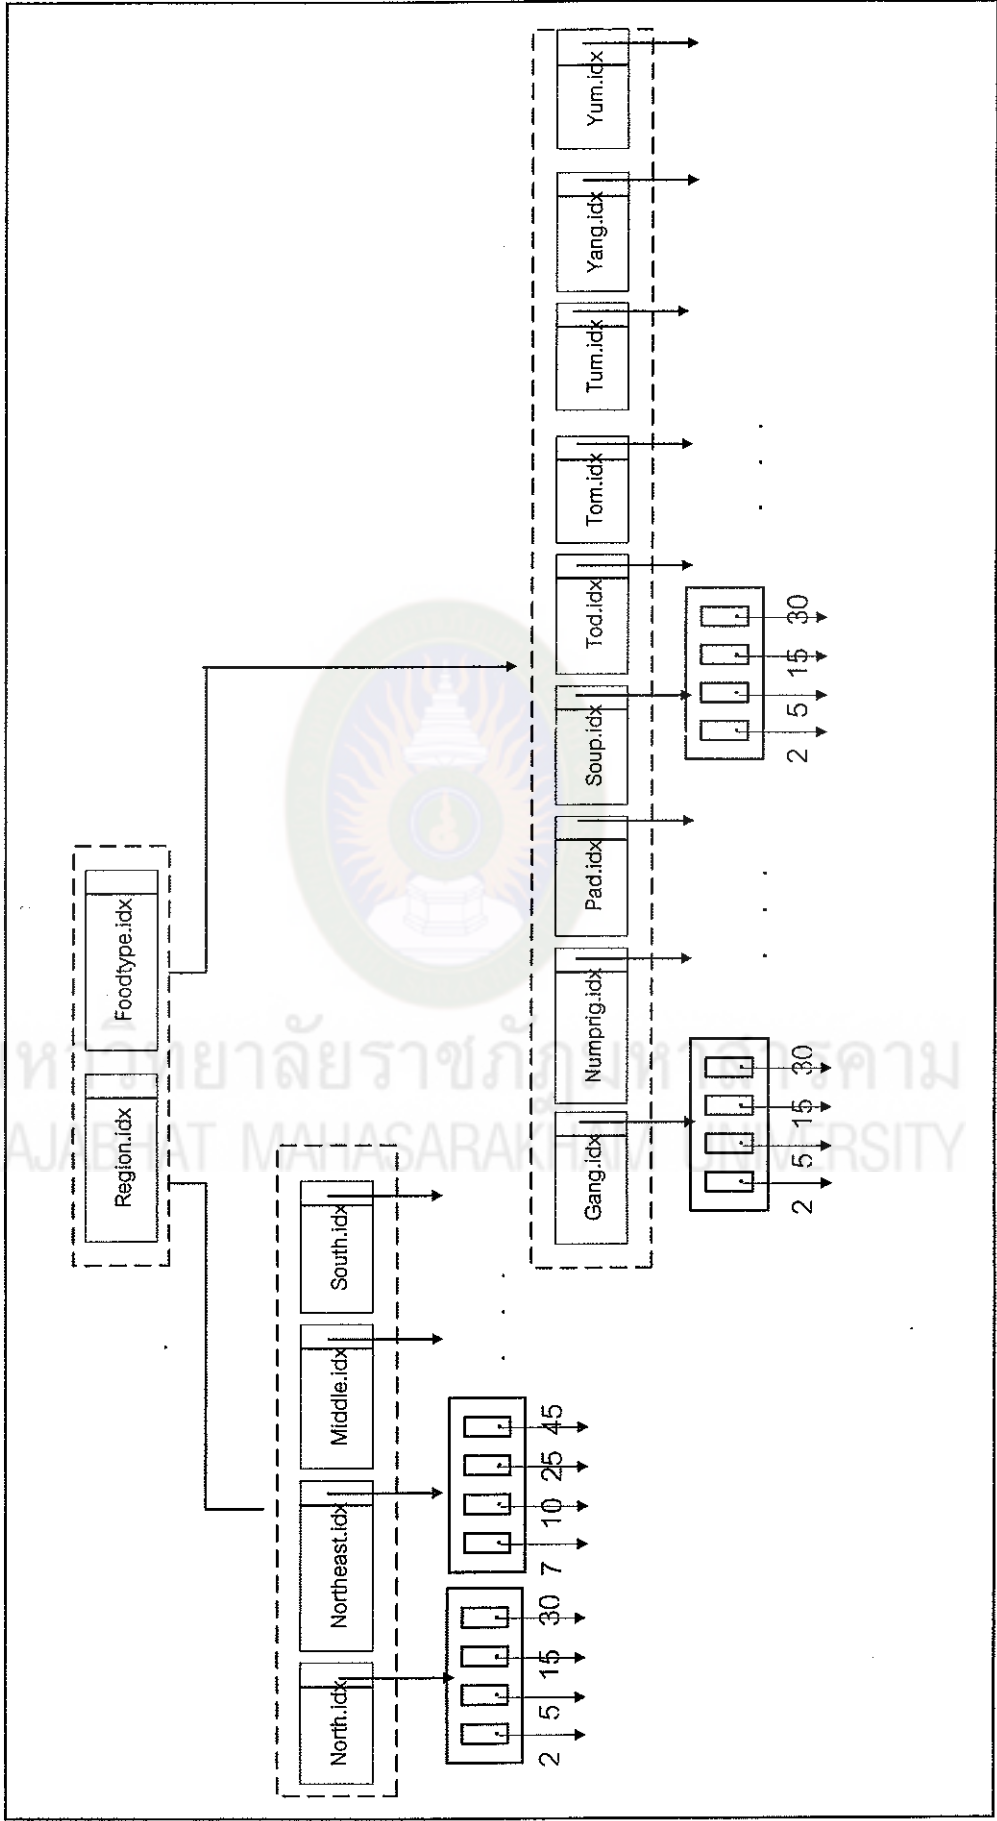 Region.idx Foodtype.idx
North.idx Northeast.idx Middle.idx South.idx
2 5 15 30 7 10 25 45
. . .
Gang.idx Numprig.idx Pad.idx Soup.idx Tod.idx Tom.idx Tum.idx Yang.idx Yum.idx
2 5 15 30 . . . 2 5 15 30 . . .
มหาวิทยาลัยราชภัฏมหาสารคาม
RAJABHAT MAHASARAKHAM UNIVERSITY